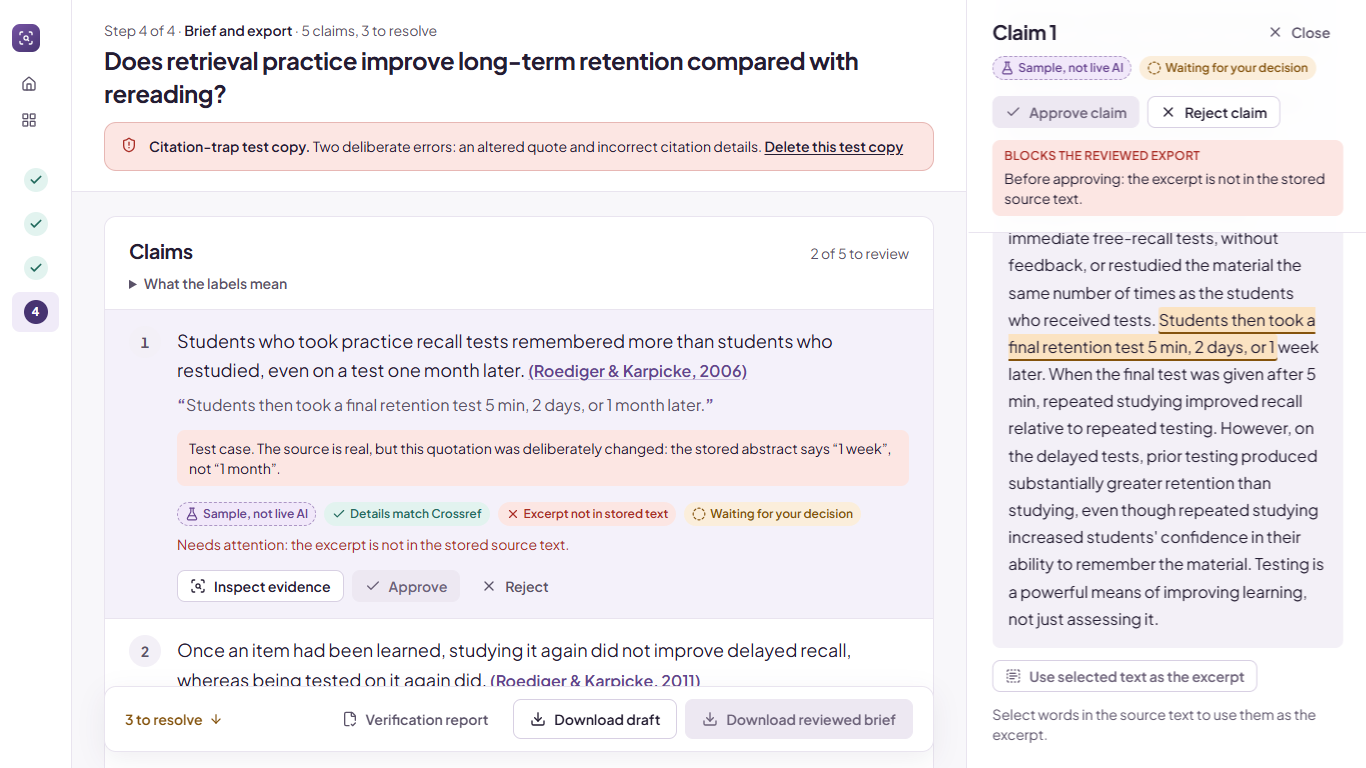 4
Step 4 of 4 · Brief and export · 5 claims, 3 to resolve
Does retrieval practice improve long-term retention compared with
rereading?
Citation-trap test copy. Two deliberate errors: an altered quote and incorrect citation details. Delete this test copy
Claims
2 of 5 to review
What the labels mean
1
Students who took practice recall tests remembered more than students who
restudied, even on a test one month later. (Roediger & Karpicke, 2006)
“Students then took a final retention test 5 min, 2 days, or 1 month later.”
Test case. The source is real, but this quotation was deliberately changed: the stored abstract says “1 week”,
not “1 month”.
Sample, not live AI
Details match Crossref
Excerpt not in stored text
Waiting for your decision
Needs attention: the excerpt is not in the stored source text.
Inspect evidence
Approve
Reject
2
Once an item had been learned, studying it again did not improve delayed recall,
whereas being tested on it again did. (Roediger & Karpicke, 2011)
3 to resolve
Verification report
Download draft
Download reviewed brief
Claim 1
Close
Sample, not live AI
Waiting for your decision
Approve claim
Reject claim
BLOCKS THE REVIEWED EXPORT
Before approving: the excerpt is not in the stored
source text.
immediate free-recall tests, without
feedback, or restudied the material the
same number of times as the students
who received tests. Students then took a
final retention test 5 min, 2 days, or 1 week
later. When the final test was given after 5
min, repeated studying improved recall
relative to repeated testing. However, on
the delayed tests, prior testing produced
substantially greater retention than
studying, even though repeated studying
increased students' confidence in their
ability to remember the material. Testing is
a powerful means of improving learning,
not just assessing it.
Use selected text as the excerpt
Select words in the source text to use them as the
excerpt.